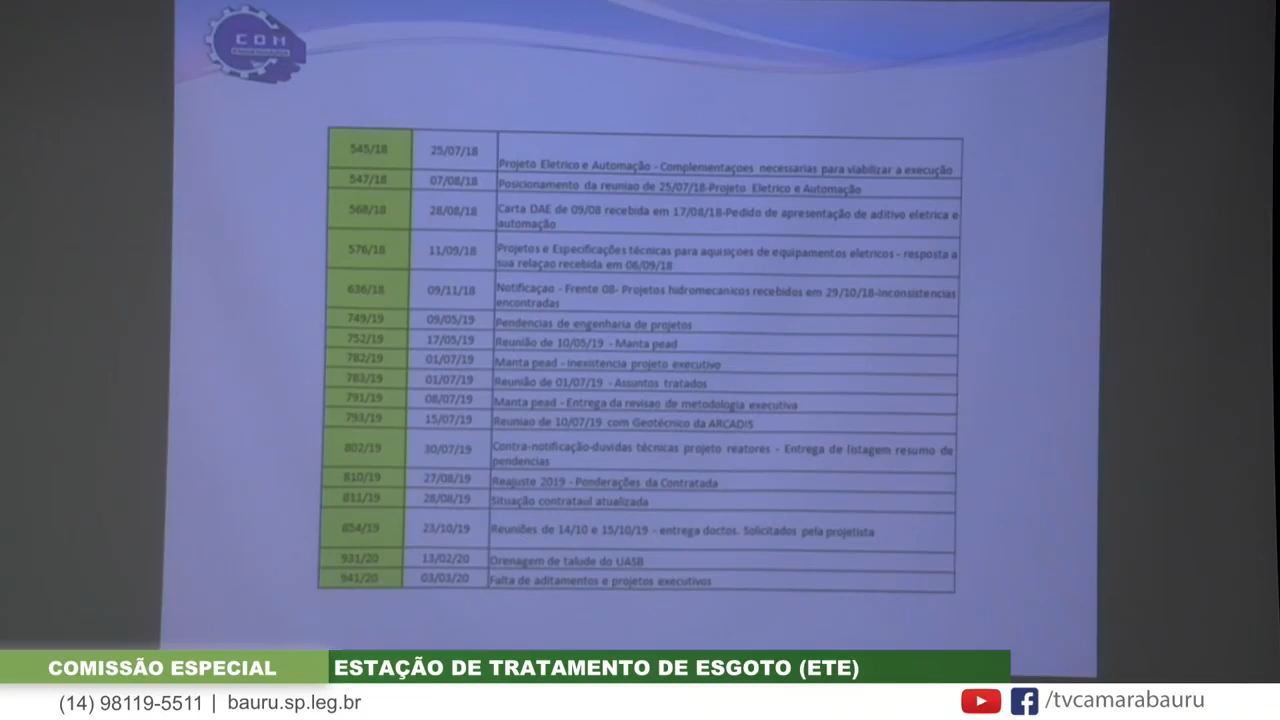 COM
545/18 25/07/18 Projeto Eletrico e Automação - Complementaçoes necessarias para viabilizar a execução
547/18 07/08/18 Posicionamento da reuniao de 25/07/18-Projeto Eletrico e Automação
568/18 28/08/18 Carta DAE de 09/08 recebida em 17/08/18-Pedido de apresentação de aditivo eletrica e
automação
576/18 11/09/18 Projetos e Especificações técnicas para aquisiçoes de equipamentos eletricos - resposta a
sua relaçao recebida em 06/09/18
636/18 09/11/18 Notificaçao - Frente 08- Projetos hidromecanicos recebidos em 29/10/18-Inconsistencias
encontradas
749/19 09/05/19 Pendencias de engenharia de projetos
752/19 17/05/19 Reunião de 10/05/19 - Manta pead
782/19 01/07/19 Manta pead - Inexistencia projeto executivo
783/19 01/07/19 Reunião de 01/07/19 - Assuntos tratados
791/19 08/07/19 Manta pead - Entrega da revisao de metodologia executiva
793/19 15/07/19 Reuniao de 10/07/19 com Geotécnico da ARCADIS
802/19 30/07/19 Contra-notificação-duvidas técnicas projeto reatores - Entrega de listagem resumo de
pendencias
810/19 27/08/19 Reajuste 2019 - Ponderações da Contratada
811/19 28/08/19 Situação contratual atualizada
854/19 23/10/19 Reuniões de 14/10 e 15/10/19 - entrega doctos. Solicitados pela projetista
931/20 13/02/20 Drenagem de talude do UASB
941/20 03/03/20 Falta de aditamentos e projetos executivos
COMISSÃO ESPECIAL ESTAÇÃO DE TRATAMENTO DE ESGOTO (ETE)
(14) 98119-5511 | bauru.sp.leg.br /tvcamarabauru